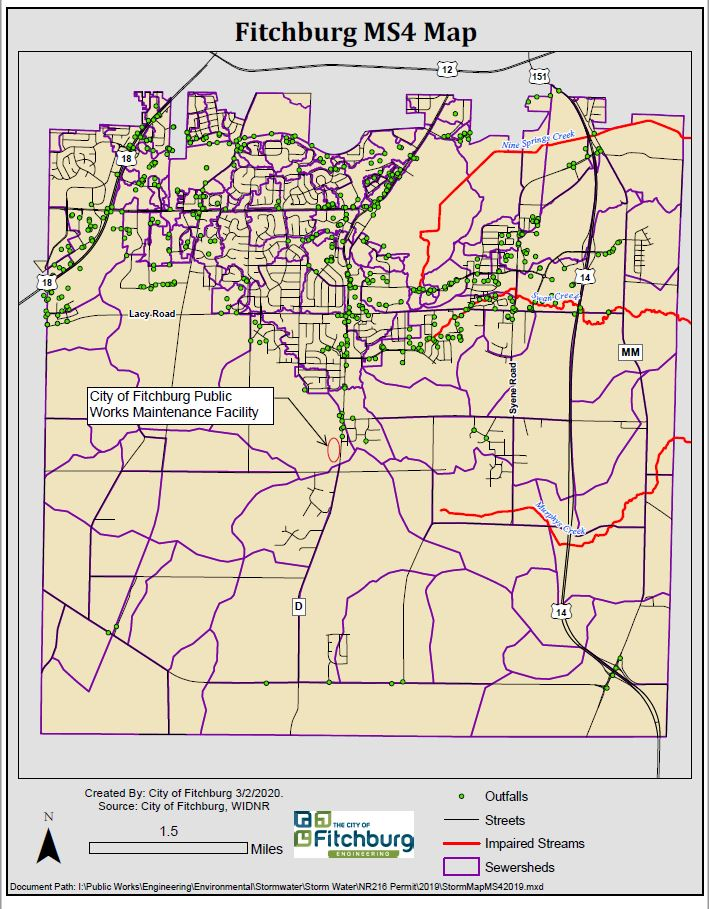 Fitchburg MS4 Map
12
151
Nine Springs Creek
18
18
14
Swan Creek
Lacy Road
MM
Syene Road
City of Fitchburg Public
Works Maintenance Facility
Murphys Creek
D
14
Created By: City of Fitchburg 3/2/2020.
Source: City of Fitchburg, WIDNR
N
1.5
Miles
THE CITY OF
Fitchburg
ENGINEERING
Outfalls
Streets
Impaired Streams
Sewersheds
Document Path: I:\Public Works\Engineering\Environmental\Stormwater\Storm Water\NR216 Permit\2019\StormMapMS42019.mxd